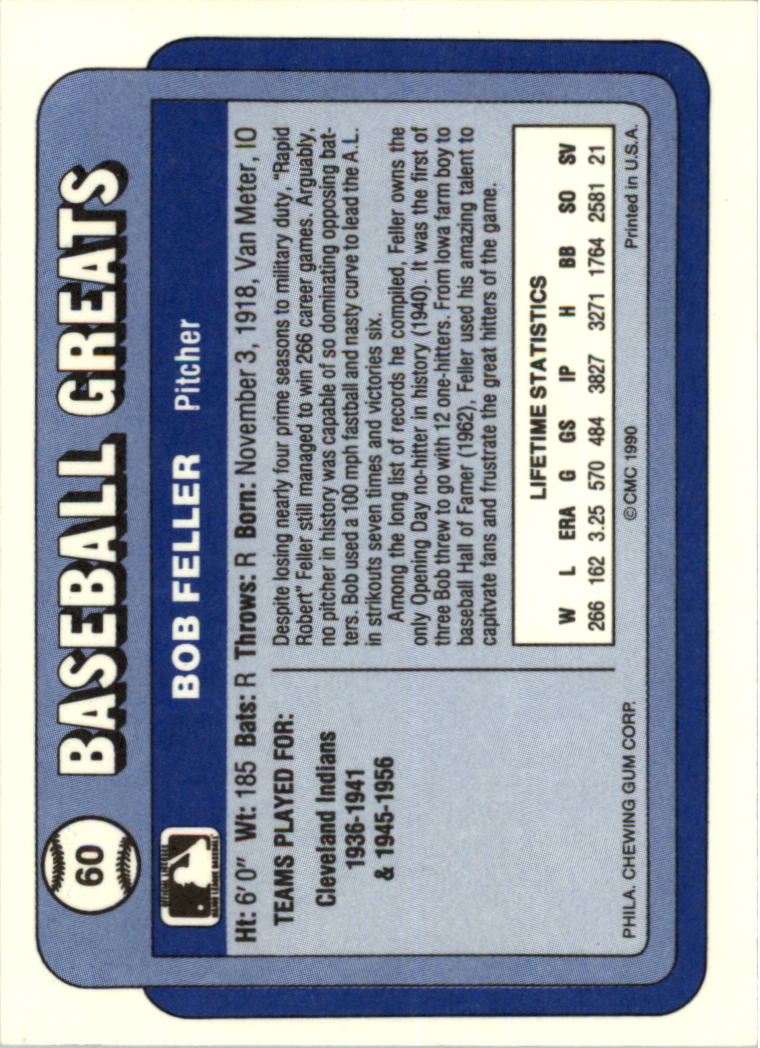 60
BASEBALL GREATS
BOB FELLER Pitcher
Ht: 6'0" Wt: 185 Bats: R Throws: R Born: November 3, 1918, Van Meter, IO
TEAMS PLAYED FOR:
Cleveland Indians
1936-1941
& 1945-1956
Despite losing nearly four prime seasons to military duty, "Rapid
Robert" Feller still managed to win 266 career games. Arguably,
no pitcher in history was capable of so dominating opposing bat-
ters. Bob used a 100 mph fastball and nasty curve to lead the A.L.
in strikouts seven times and victories six.
Among the long list of records he compiled, Feller owns the
only Opening Day no-hitter in history (1940). It was the first of
three Bob threw to go with 12 one-hitters. From Iowa farm boy to
baseball Hall of Famer (1962), Feller used his amazing talent to
capitvate fans and frustrate the great hitters of the game.
LIFETIME STATISTICS
W L ERA G GS IP H BB SO SV
266 162 3.25 570 484 3827 3271 1764 2581 21
PHILA. CHEWING GUM CORP. © CMC 1990 Printed in U.S.A.